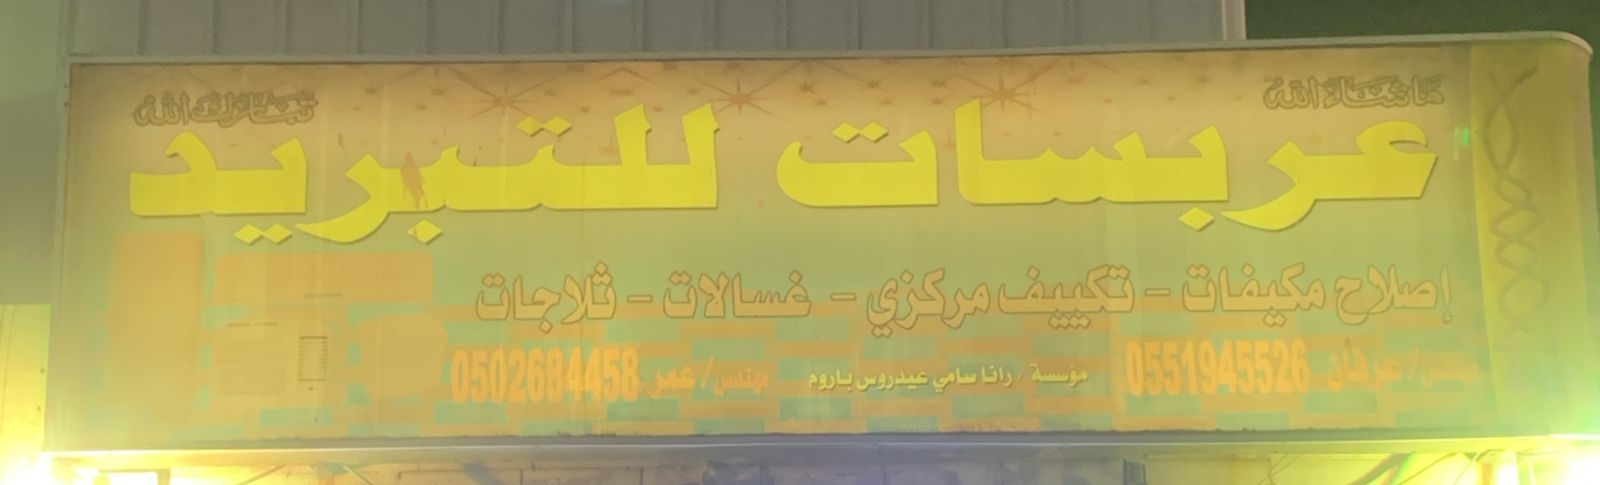 ما شاء الله تبارك الله
عربسات للتبريد
إصلاح مكيفات - تكييف مركزي - غسالات - ثلاجات
مهندس/ عرفان 0551945526 مؤسسة / رانا سامي عيدروس باروم مهندس/ عمر 0502684458